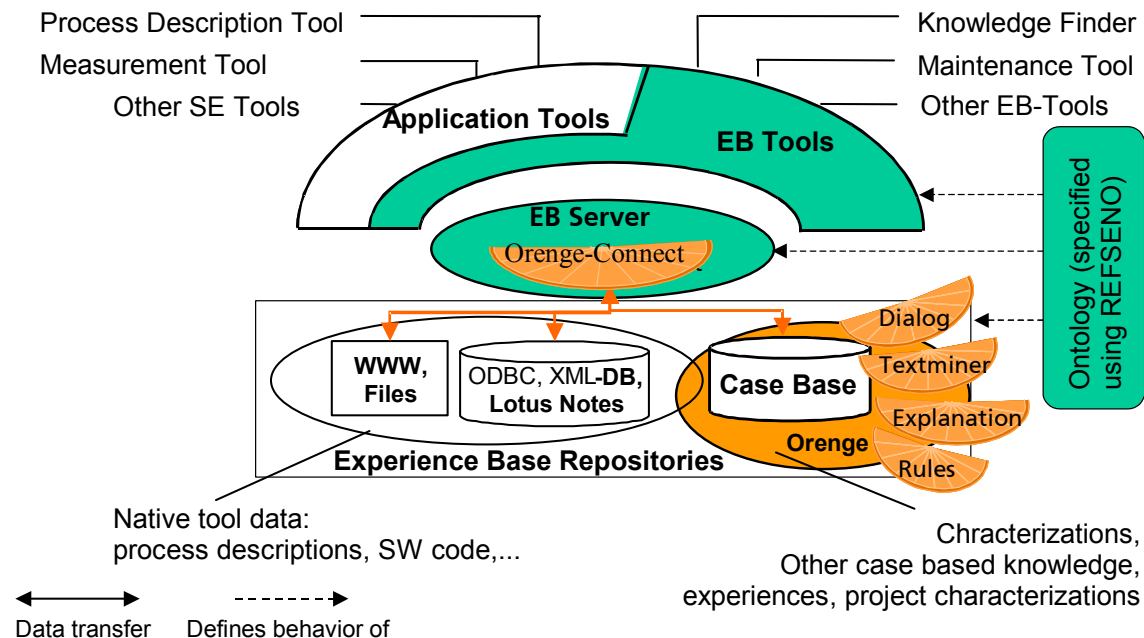 Process Description Tool
Knowledge Finder
Measurement Tool
Maintenance Tool
Other SE Tools
Other EB-Tools
Application Tools
EB Tools
EB Server
Orenge-Connect
Ontology (specified
using REFSENO)
Dialog
Textminer
Explanation
Rules
WWW,
Files
ODBC, XML-DB,
Lotus Notes
Case Base
Orenge
Experience Base Repositories
Native tool data:
process descriptions, SW code,...
Chracterizations,
Other case based knowledge,
experiences, project characterizations
Data transfer
Defines behavior of